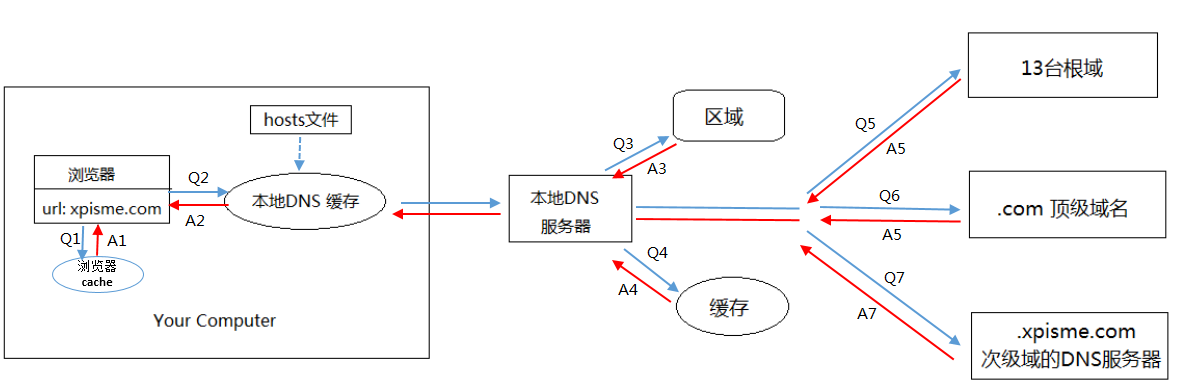 13台根域
Q5
A5
hosts文件
区域
Q3
A3
浏览器
url: xpisme.com
Q2
A2
本地DNS 缓存
本地DNS
服务器
Q6
A5
.com 顶级域名
Q1
A1
浏览器
cache
Q4
A4
缓存
Q7
A7
Your Computer
.xpisme.com
次级域的DNS服务器